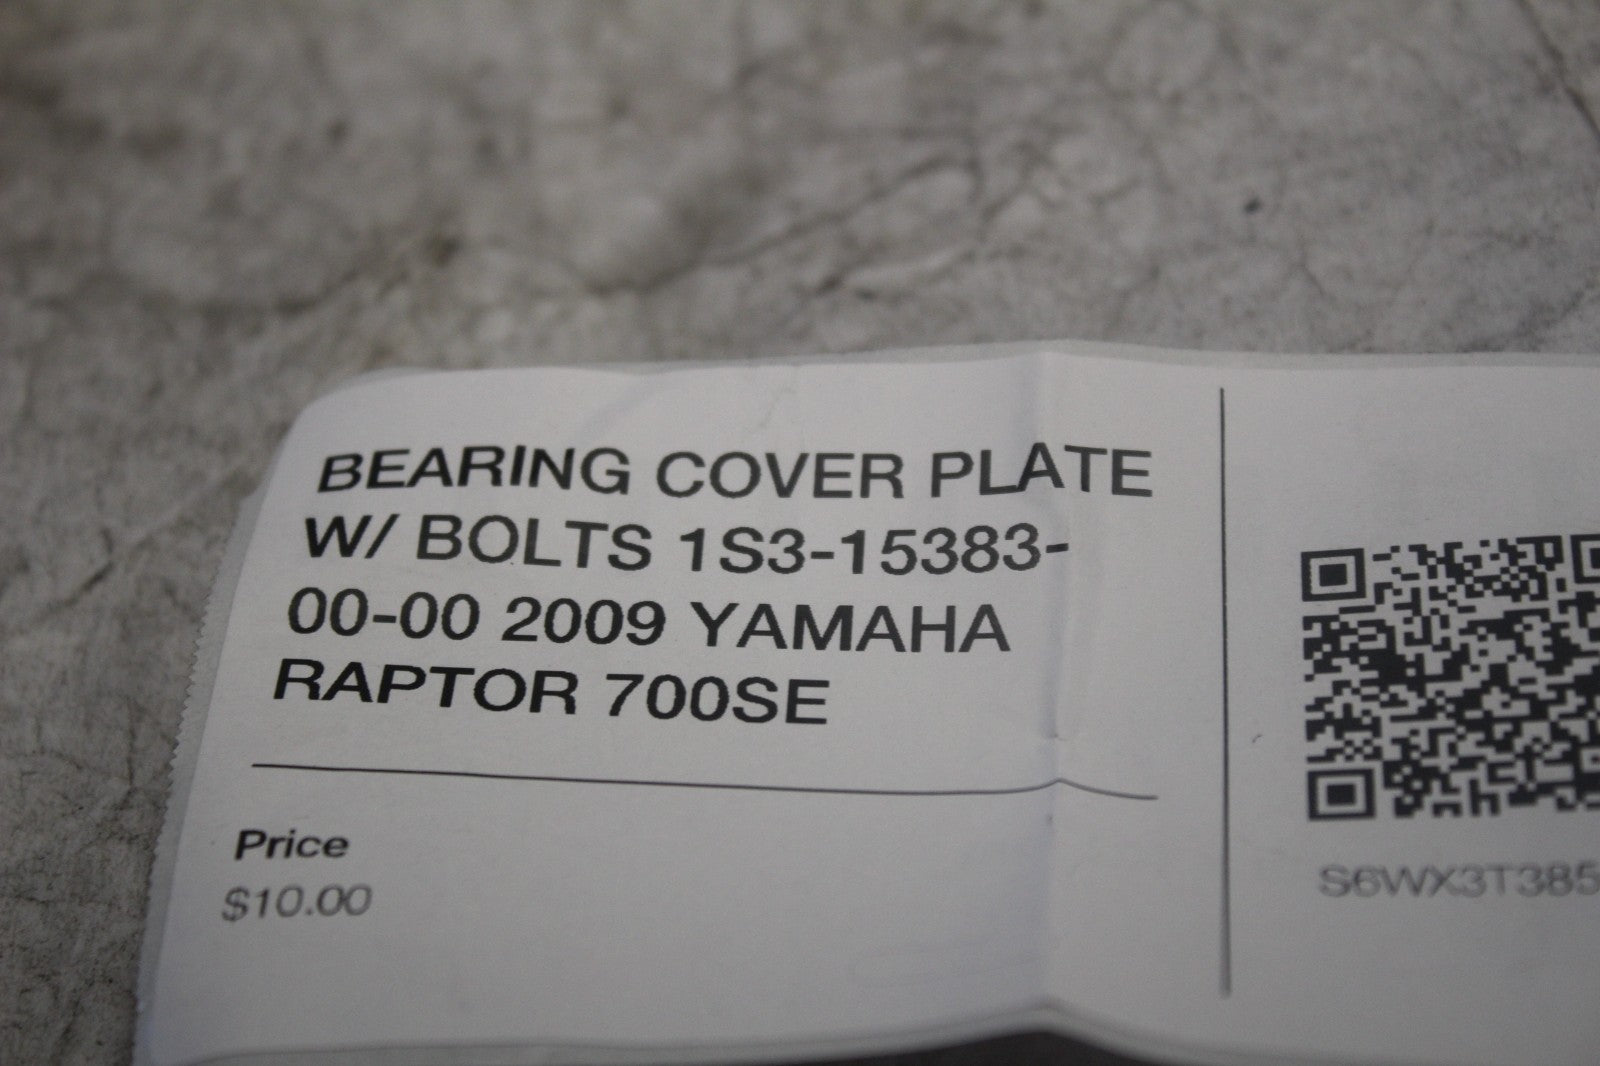 BEARING COVER PLATE
W/ BOLTS 1S3-15383-
00-00 2009 YAMAHA
RAPTOR 700SE
Price
$10.00
S6WX3T385